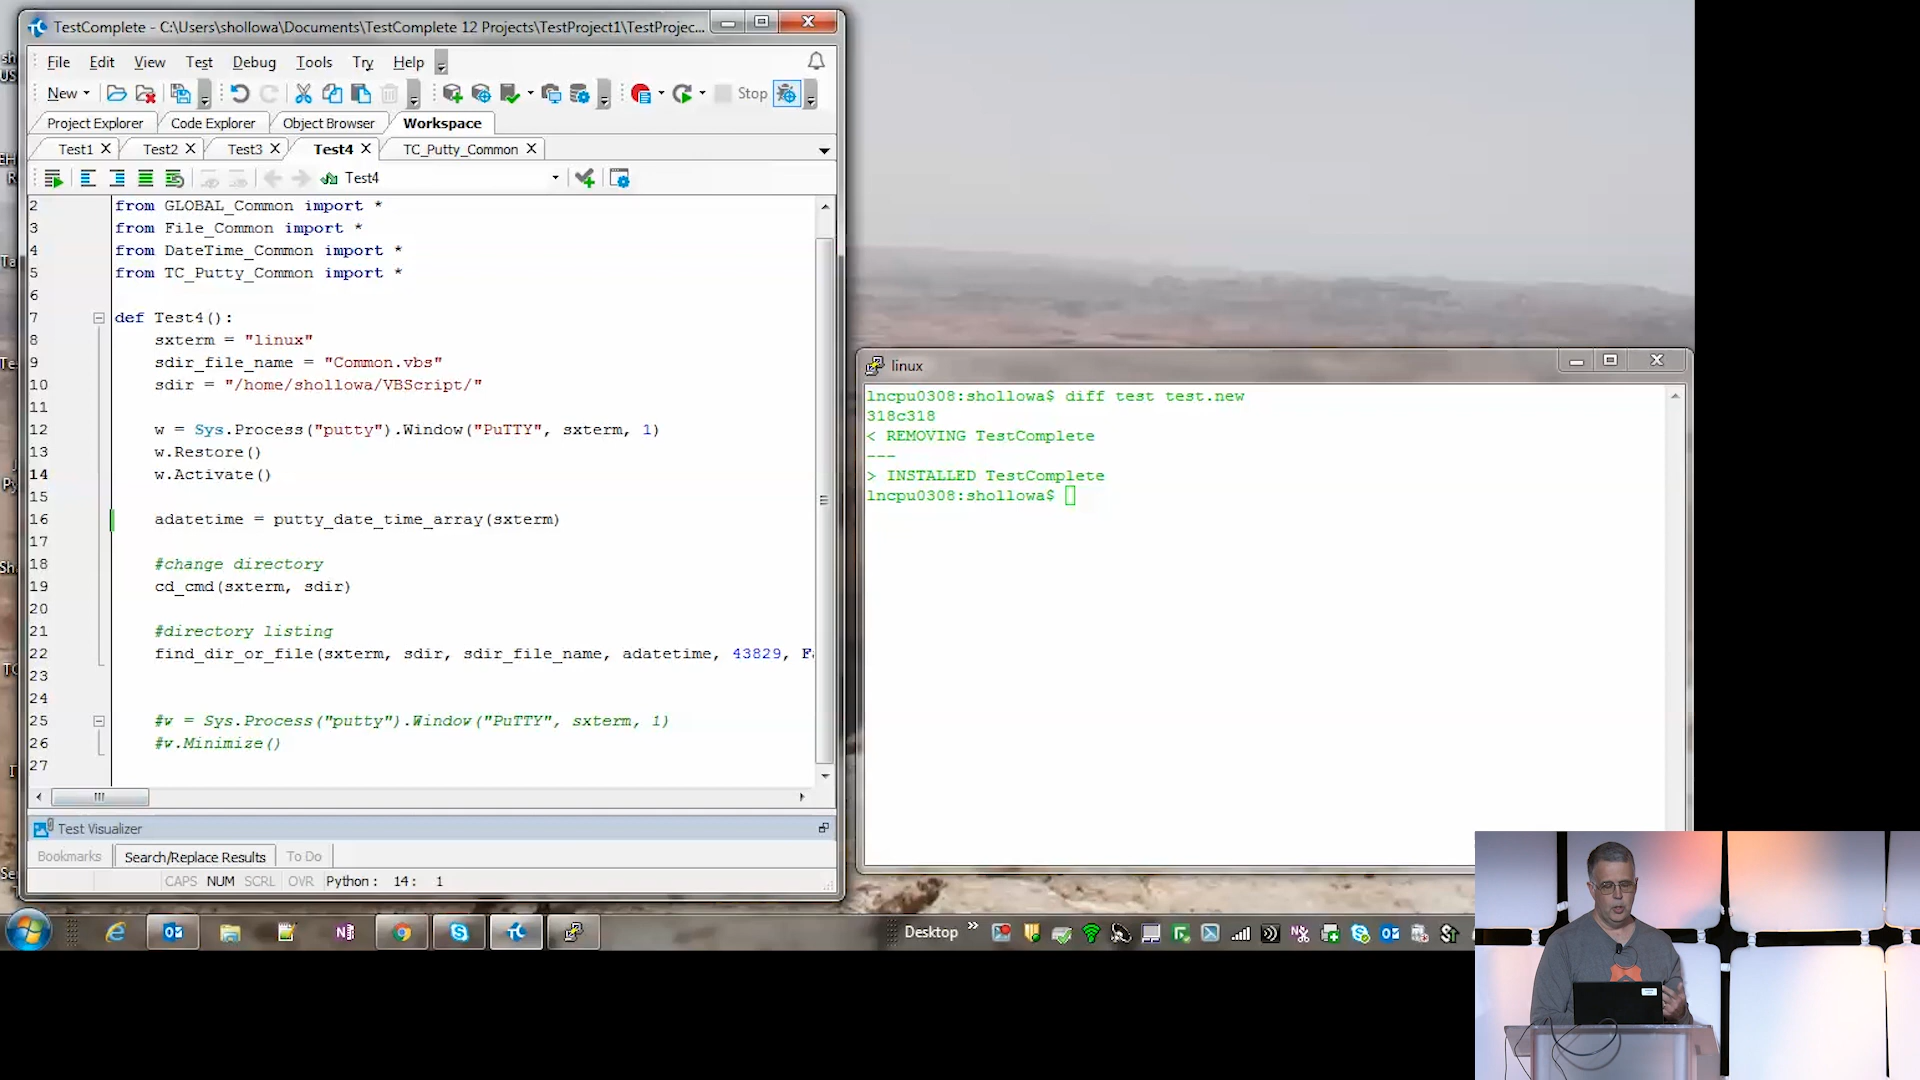 TestComplete - C:\Users\shollowa\Documents\TestComplete 12 Projects\TestProject1\TestProjec...
File Edit View Test Debug Tools Try Help
New Stop
Project Explorer Code Explorer Object Browser Workspace
Test1 Test2 Test3 Test4 TC_Putty_Common
Test4
2 from GLOBAL_Common import *
3 from File_Common import *
4 from DateTime_Common import *
5 from TC_Putty_Common import *
6
7 def Test4():
8 sxterm = "linux"
9 sdir_file_name = "Common.vbs"
10 sdir = "/home/shollowa/VBScript/"
11
12 w = Sys.Process("putty").Window("PuTTY", sxterm, 1)
13 w.Restore()
14 w.Activate()
15
16 adatetime = putty_date_time_array(sxterm)
17
18 #change directory
19 cd_cmd(sxterm, sdir)
20
21 #directory listing
22 find_dir_or_file(sxterm, sdir, sdir_file_name, adatetime, 43829, F
23
24
25 #w = Sys.Process("putty").Window("PuTTY", sxterm, 1)
26 #w.Minimize()
27
Test Visualizer
Bookmarks Search/Replace Results To Do
CAPS NUM SCRL OVR Python : 14 : 1
linux
lncpu0308:shollowa$ diff test test.new
318c318
< REMOVING TestComplete
---
> INSTALLED TestComplete
lncpu0308:shollowa$
Desktop